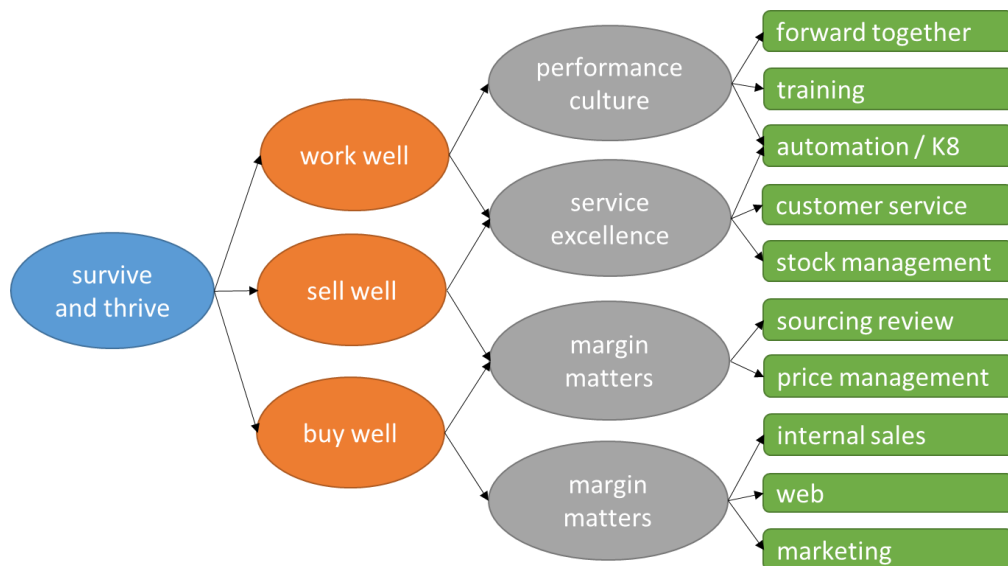 survive
and thrive
work well
sell well
buy well
performance
culture
service
excellence
margin
matters
margin
matters
forward together
training
automation / K8
customer service
stock management
sourcing review
price management
internal sales
web
marketing